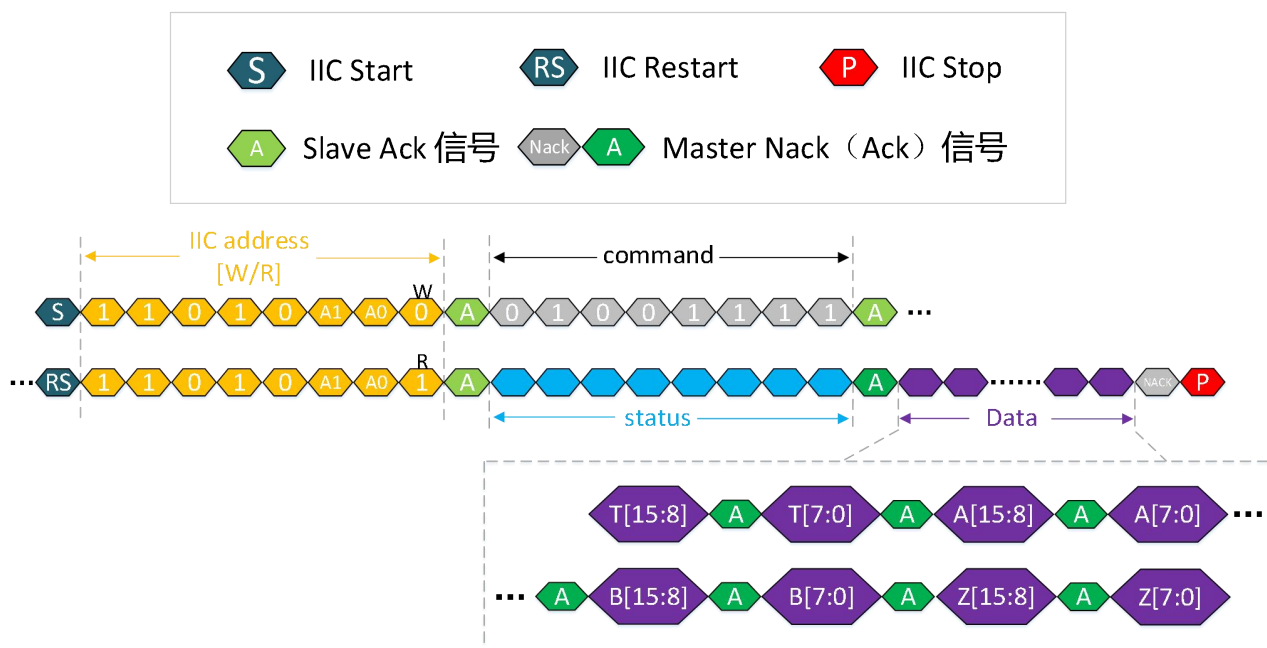 S IIC Start RS IIC Restart P IIC Stop
A Slave Ack 信号 Nack A Master Nack（Ack）信号
IIC address
[W/R]
command
W
S 1 1 0 1 0 A1 A0 0 A 0 1 0 0 1 1 1 1 A ...
R
... RS 1 1 0 1 0 A1 A0 1 A A ...... NACK P
status Data
T[15:8] A T[7:0] A A[15:8] A A[7:0] ...
... A B[15:8] A B[7:0] A Z[15:8] A Z[7:0]